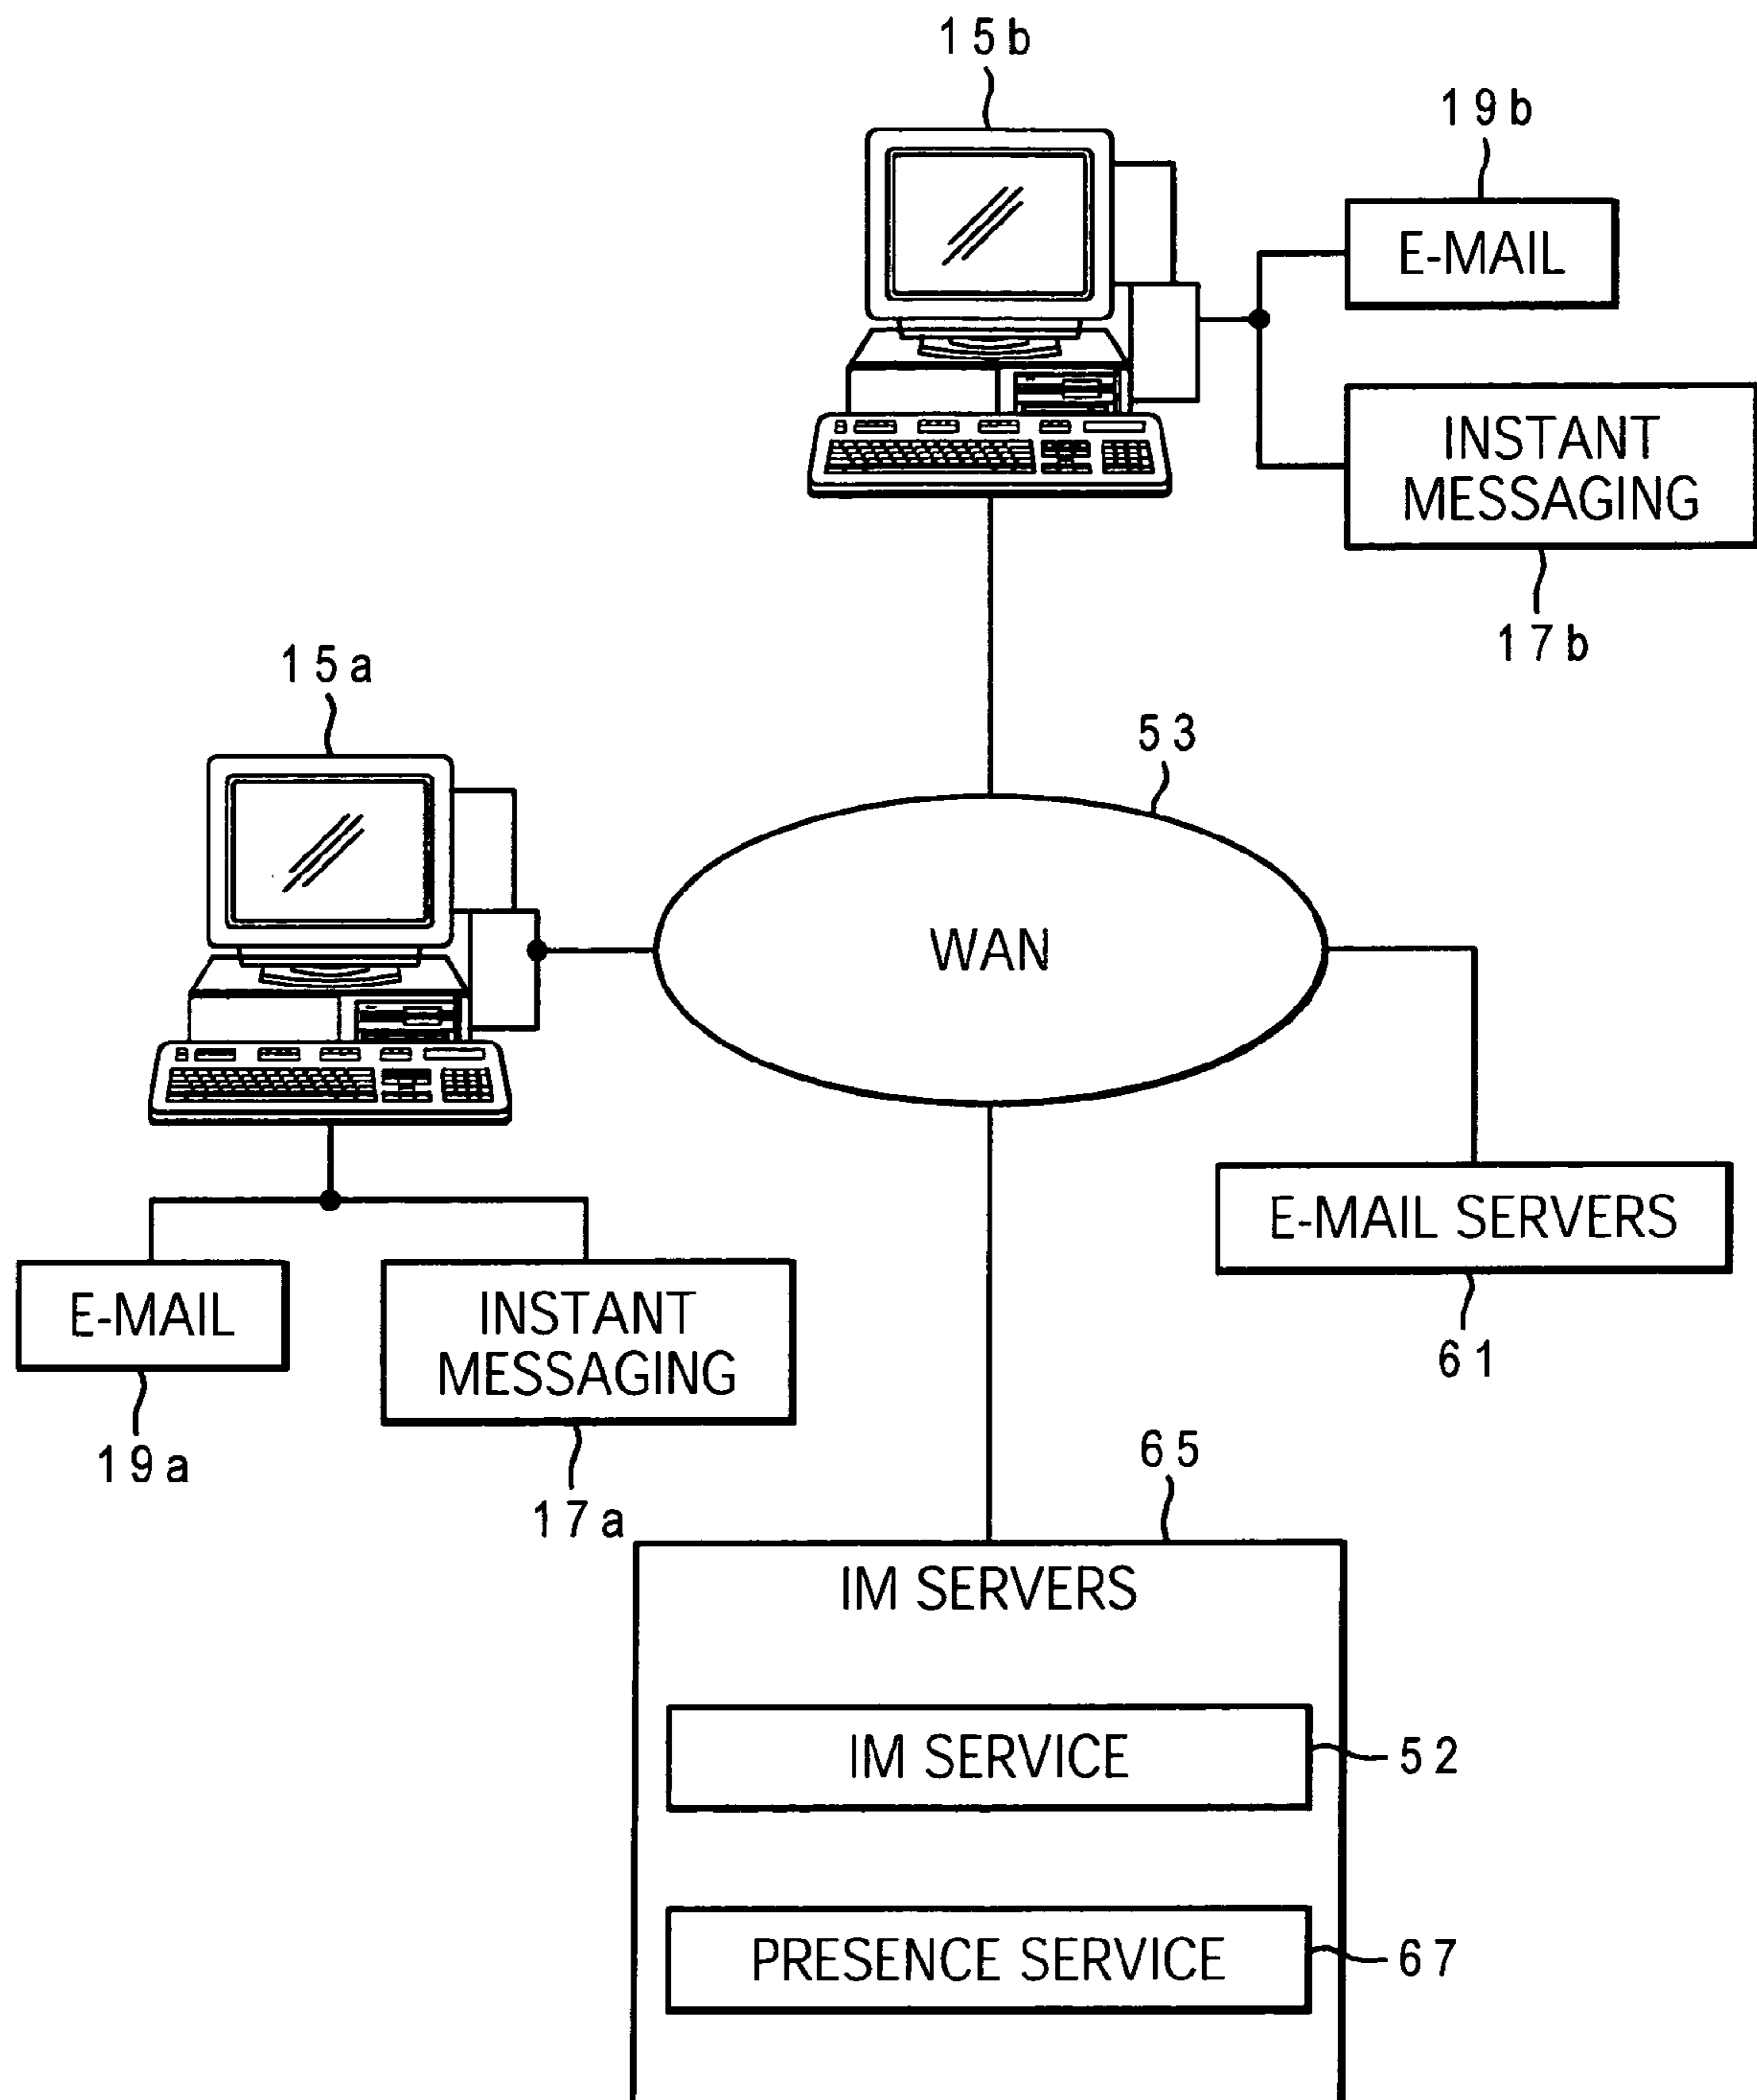 15b
19b
E-MAIL
INSTANT
MESSAGING
17b
15a
53
WAN
E-MAIL SERVERS
61
E-MAIL
19a
INSTANT
MESSAGING
17a
65
IM SERVERS
IM SERVICE
52
PRESENCE SERVICE
67